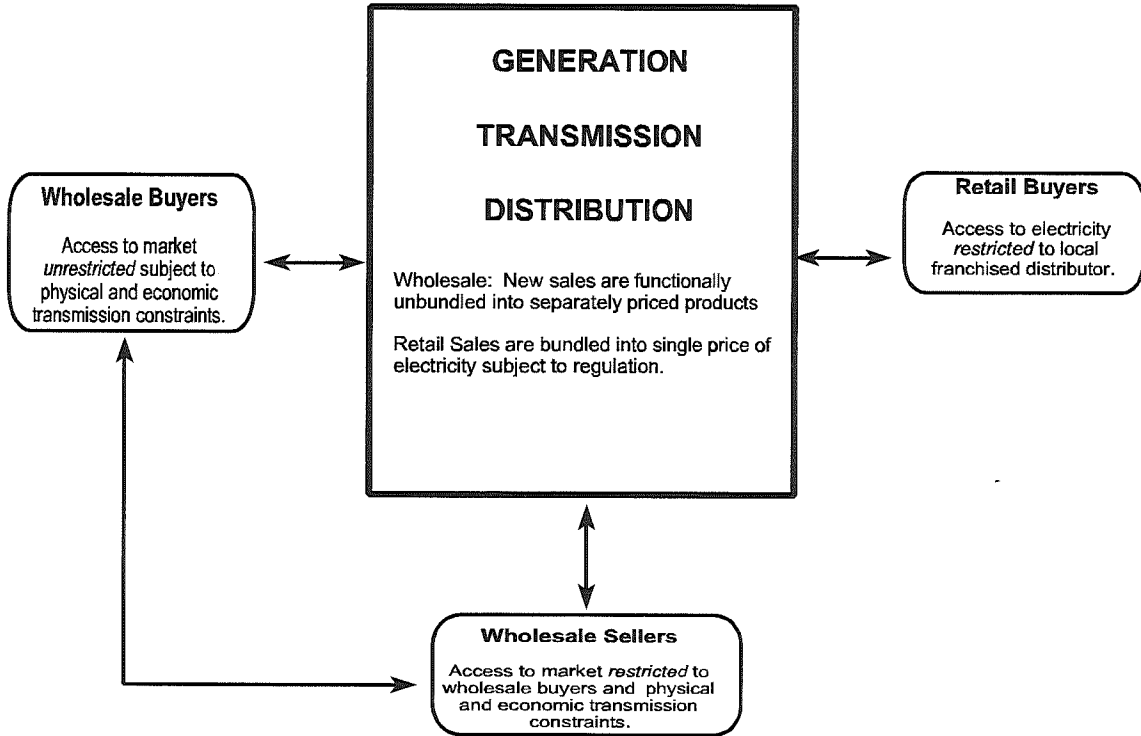 GENERATION
TRANSMISSION
DISTRIBUTION
Wholesale: New sales are functionally
unbundled into separately priced products
Retail Sales are bundled into single price of
electricity subject to regulation.
Wholesale Buyers
Access to market
unrestricted subject to
physical and economic
transmission constraints.
Retail Buyers
Access to electricity
restricted to local
franchised distributor.
Wholesale Sellers
Access to market restricted to
wholesale buyers and physical
and economic transmission
constraints.